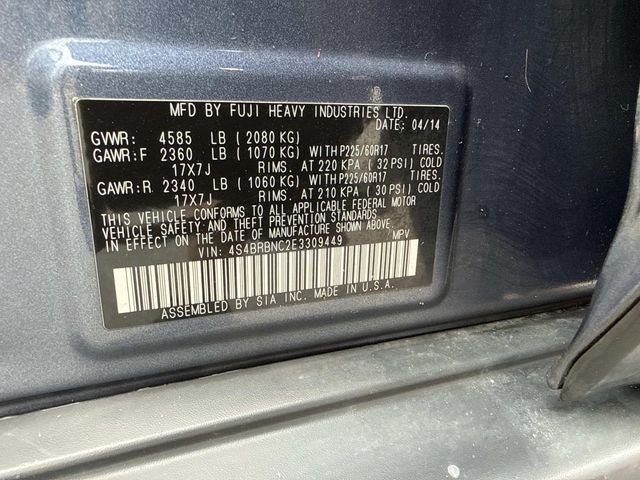 MFD BY FUJI HEAVY INDUSTRIES LTD.
DATE: 04/14
GVWR: 4585 LB ( 2080 KG)
GAWR:F 2360 LB ( 1070 KG) WITH P225/60R17 TIRES.
17X7J RIMS. AT 220 KPA ( 32 PSI) COLD
GAWR:R 2340 LB ( 1060 KG) WITH P225/60R17 TIRES.
17X7J RIMS. AT 210 KPA ( 30 PSI) COLD
THIS VEHICLE CONFORMS TO ALL APPLICABLE FEDERAL MOTOR
VEHICLE SAFETY AND THEFT PREVENTION STANDARDS
IN EFFECT ON THE DATE OF MANUFACTURE SHOWN ABOVE.
VIN: 4S4BRBNC2E3309449 MPV
ASSEMBLED BY SIA INC. MADE IN U.S.A.